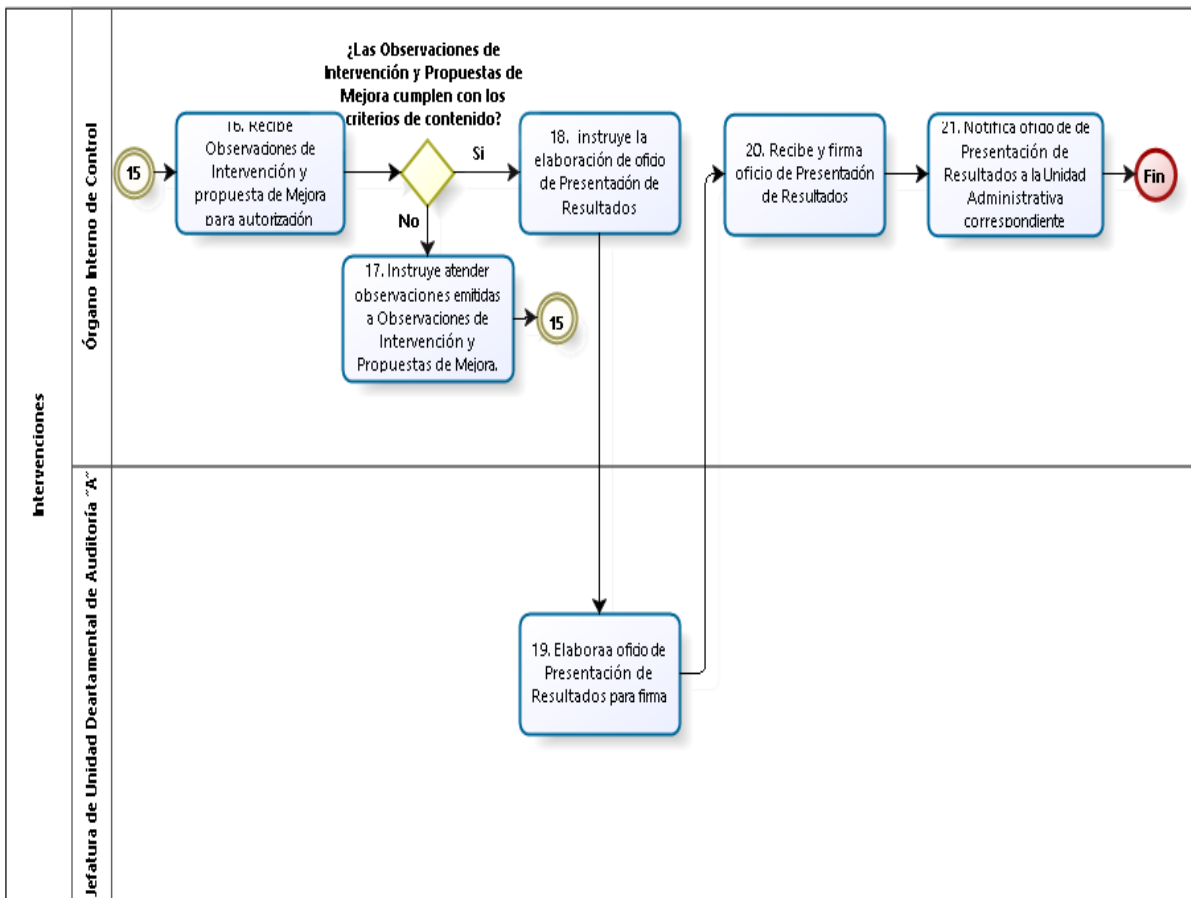 Intervenciones
Órgano Interno de Control
¿Las Observaciones de
Intervención y Propuestas de
Mejora cumplen con los
criterios de contenido?
15
16. Recibe
Observaciones de
Intervención y
propuesta de Mejora
para autorización
Si
No
17. Instruye atender
observaciones emitidas
a Observaciones de
Intervención y
Propuestas de Mejora.
15
18. instruye la
elaboración de oficio
de Presentación de
Resultados
20. Recibe y firma
oficio de Presentación
de Resultados
21. Notifica oficio de de
Presentación de
Resultados a la Unidad
Administrativa
correspondiente
Fin
Jefatura de Unidad Deartamental de Auditoría "A"
19. Elaboraa oficio de
Presentación de
Resultados para firma